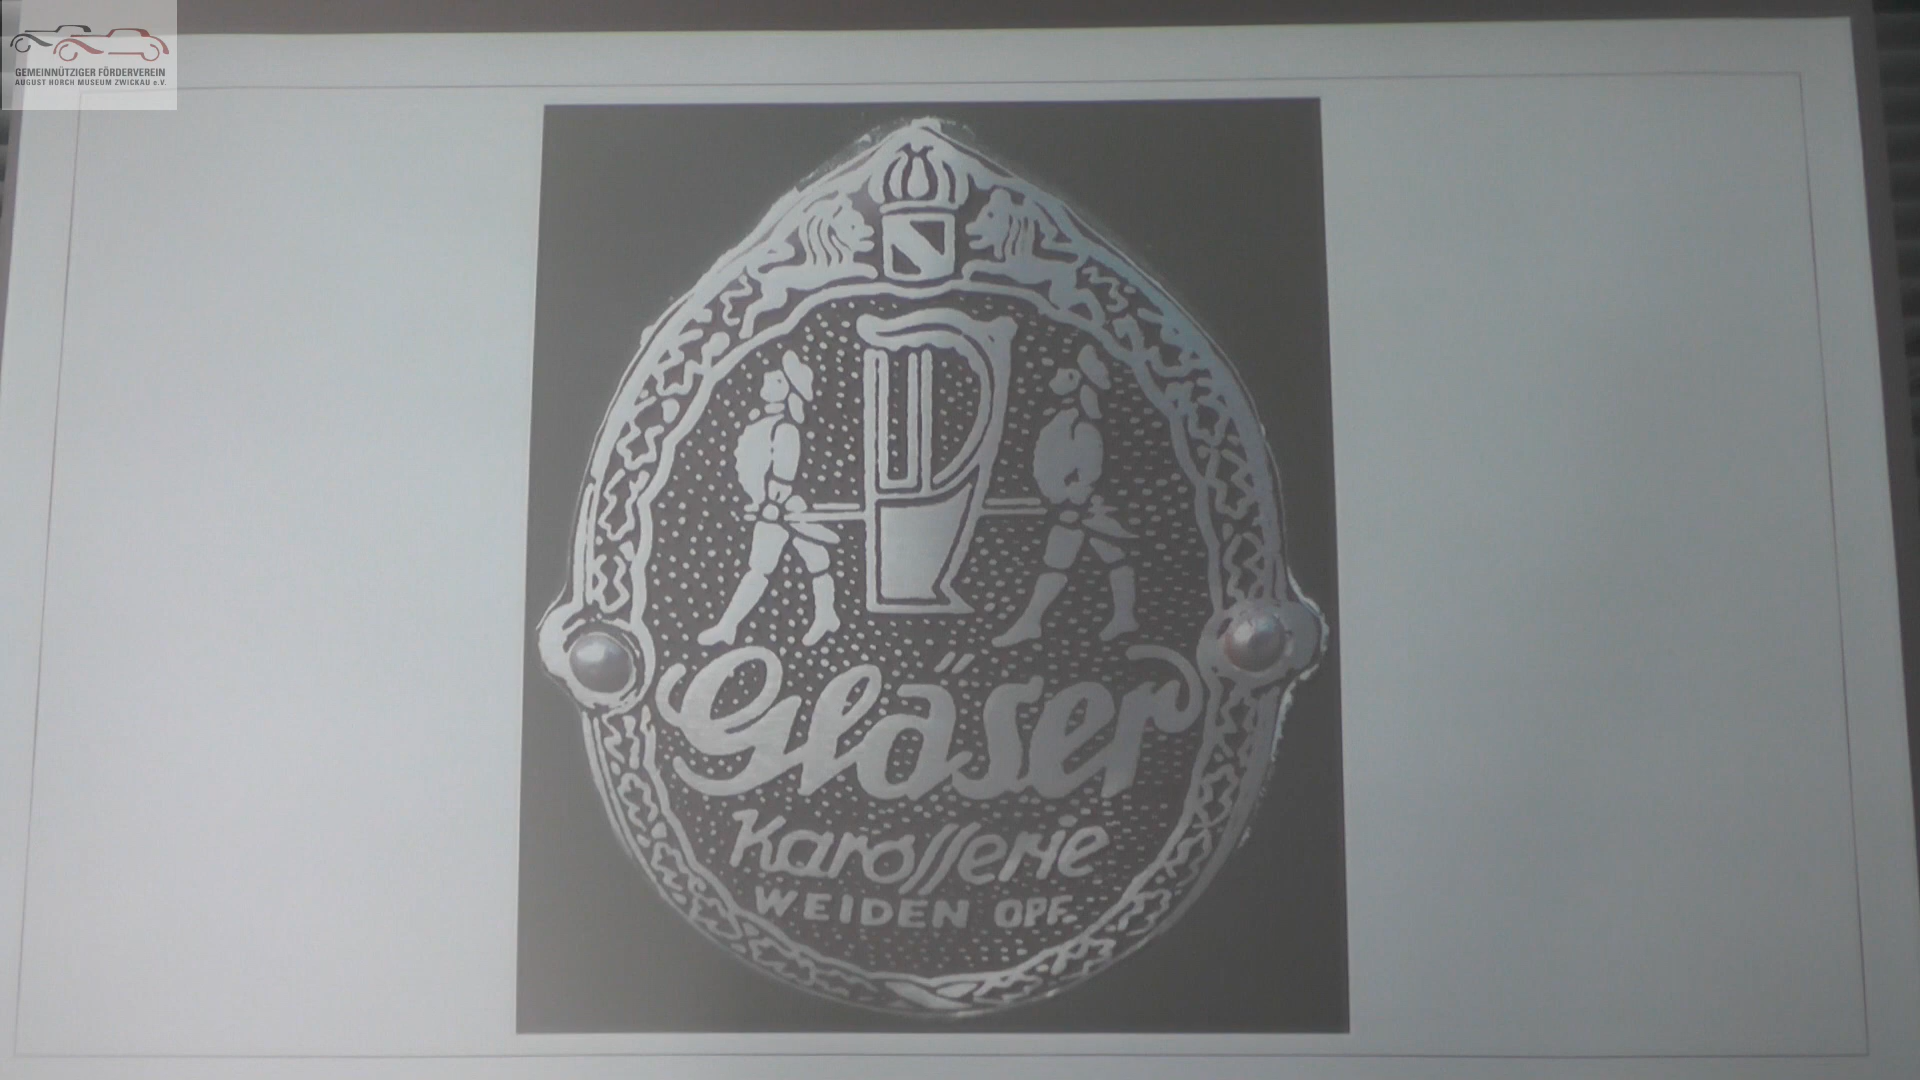 GEMEINNÜTZIGER FÖRDERVEREIN
AUGUST HORCH MUSEUM ZWICKAU e.V.
Gläser
Karosserie
WEIDEN OPF.